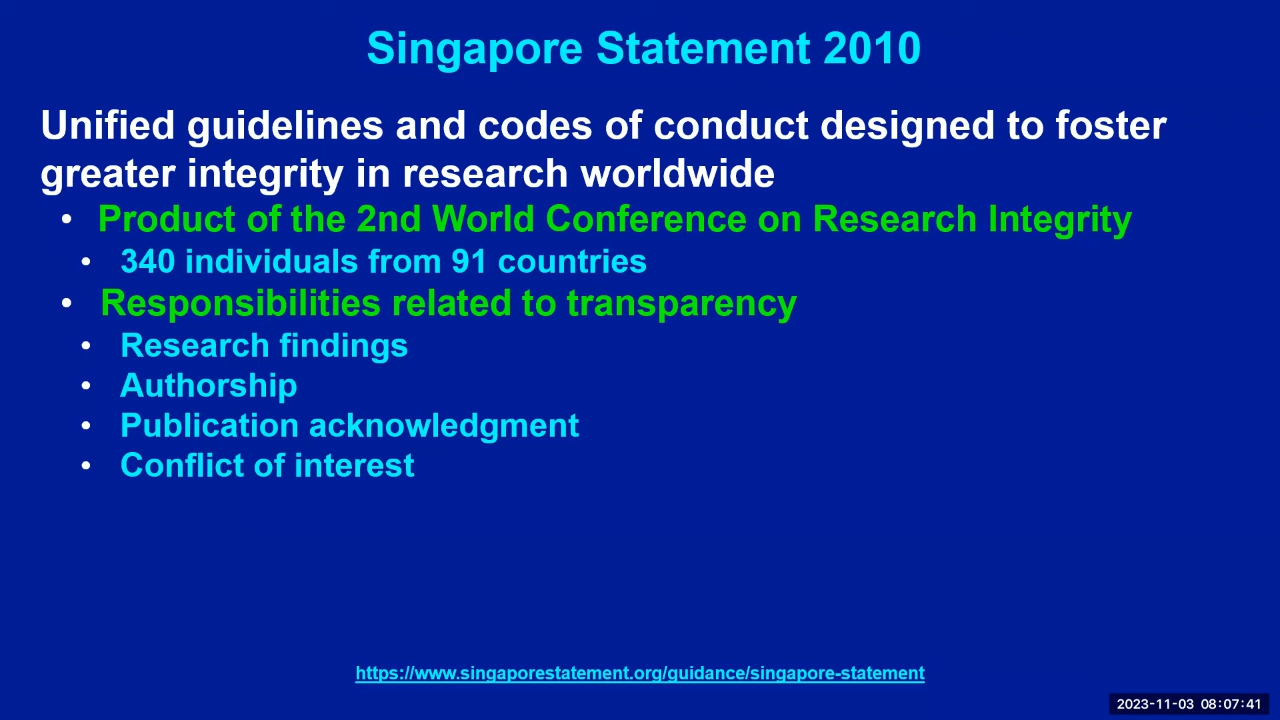 Singapore Statement 2010
Unified guidelines and codes of conduct designed to foster
greater integrity in research worldwide
• Product of the 2nd World Conference on Research Integrity
• 340 individuals from 91 countries
• Responsibilities related to transparency
• Research findings
• Authorship
• Publication acknowledgment
• Conflict of interest
https://www.singaporestatement.org/guidance/singapore-statement
2023-11-03 08:07:41